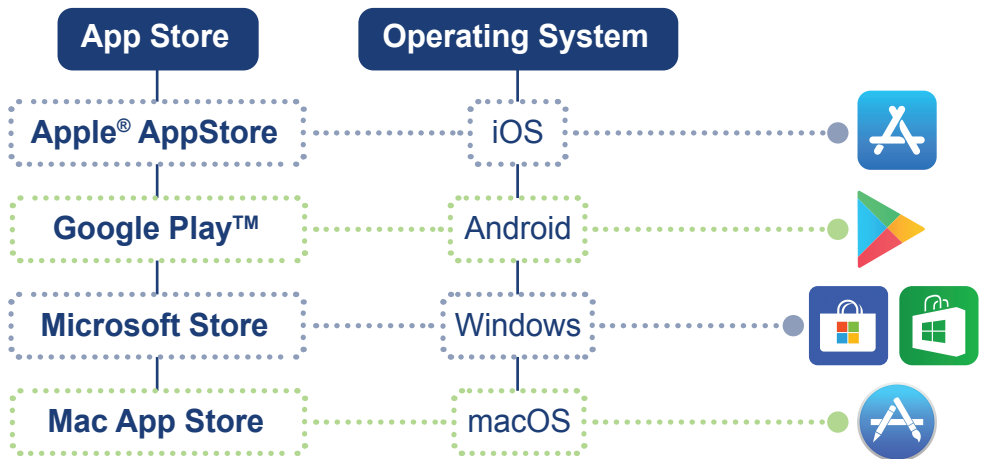 App Store Operating System
Apple® AppStore iOS
Google Play™ Android
Microsoft Store Windows
Mac App Store macOS